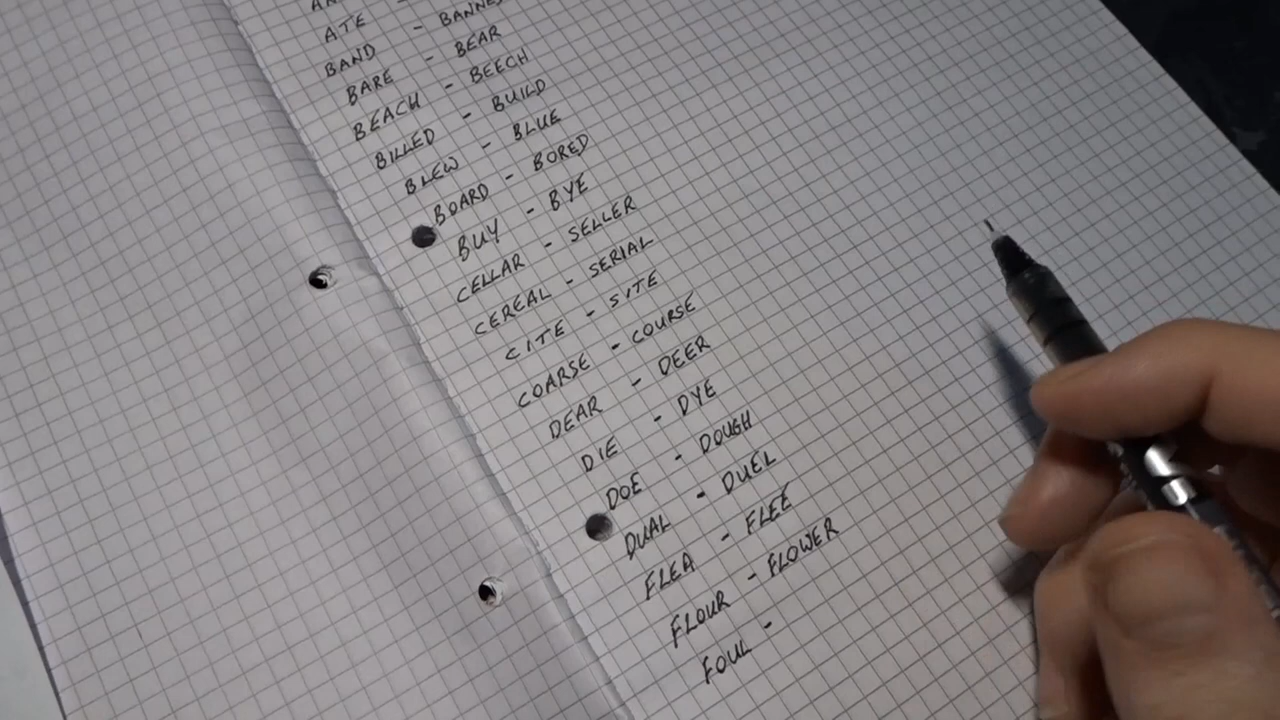 ATE -
BAND - BANNED
BARE - BEAR
BEACH - BEECH
BILLED - BUILD
BLEW - BLUE
BOARD - BORED
BUY - BYE
CELLAR - SELLER
CEREAL - SERIAL
CITE - SITE
COARSE - COURSE
DEAR - DEER
DIE - DYE
DOE - DOUGH
DUAL - DUEL
FLEA - FLEE
FLOUR - FLOWER
FOUL -